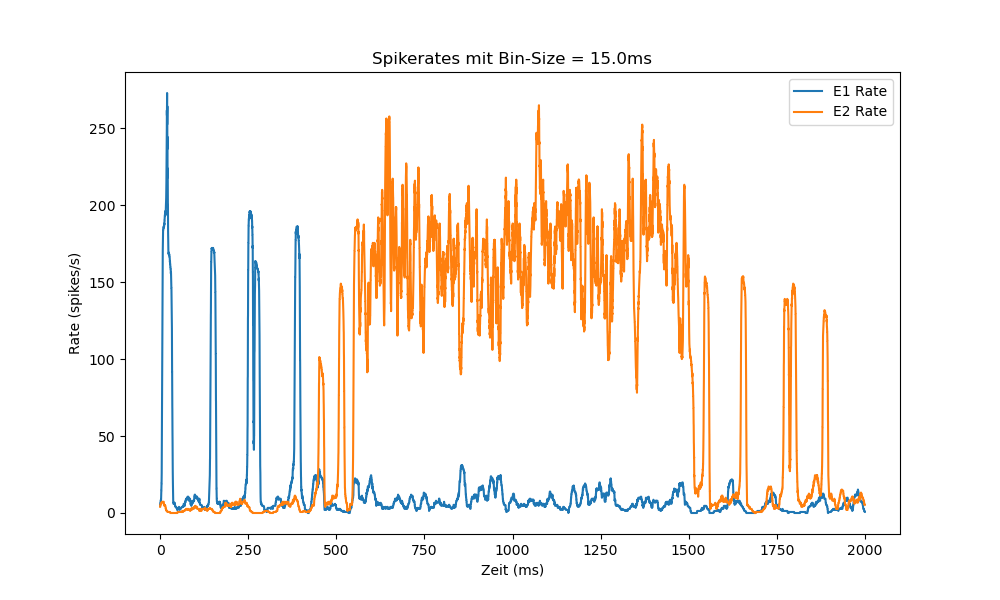 Spikerates mit Bin-Size = 15.0ms
E1 Rate
E2 Rate
Rate (spikes/s)
250
200
150
100
50
0
0 250 500 750 1000 1250 1500 1750 2000
Zeit (ms)